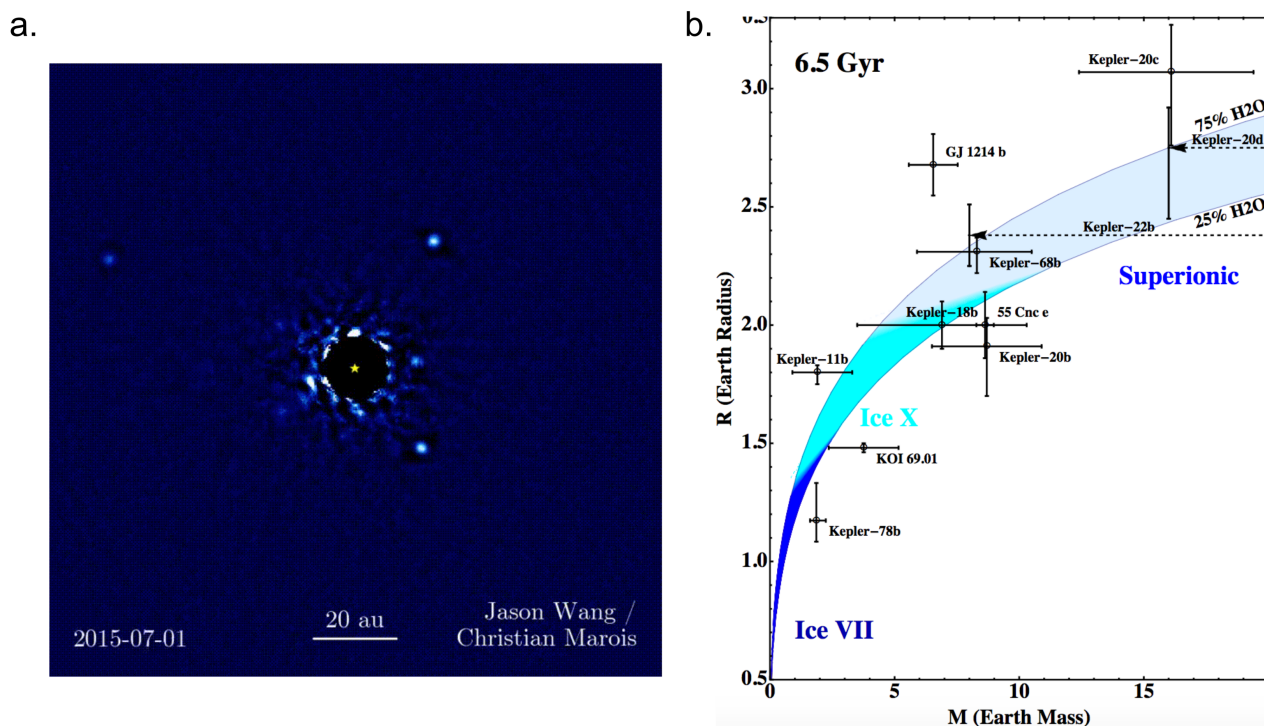 a.
2015-07-01
20 au
Jason Wang /
Christian Marois
b.
6.5 Gyr
Kepler-20c
75% H2O
Kepler-20d
GJ 1214 b
25% H2O
Kepler-22b
Kepler-68b
Superionic
Kepler-18b
55 Cnc e
Kepler-20b
Kepler-11b
Ice X
KOI 69.01
Kepler-78b
Ice VII
3.0
2.5
2.0
1.5
1.0
0.5
R (Earth Radius)
0 5 10 15
M (Earth Mass)